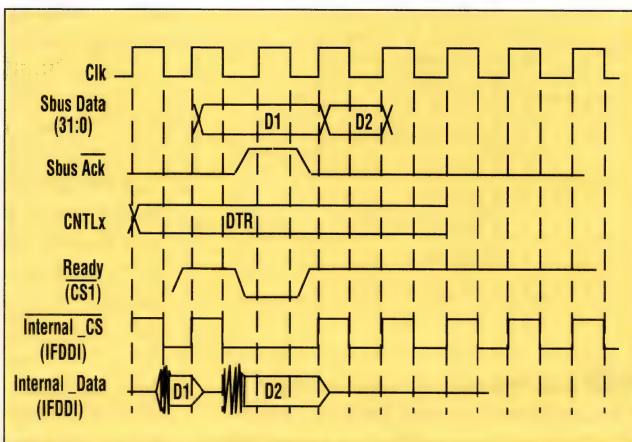 Clk
Sbus Data
(31:0)
D1
D2
Sbus Ack
CNTLx
DTR
Ready
(CS1)
Internal _CS
(IFDDI)
Internal _Data
(IFDDI)
D1
D2